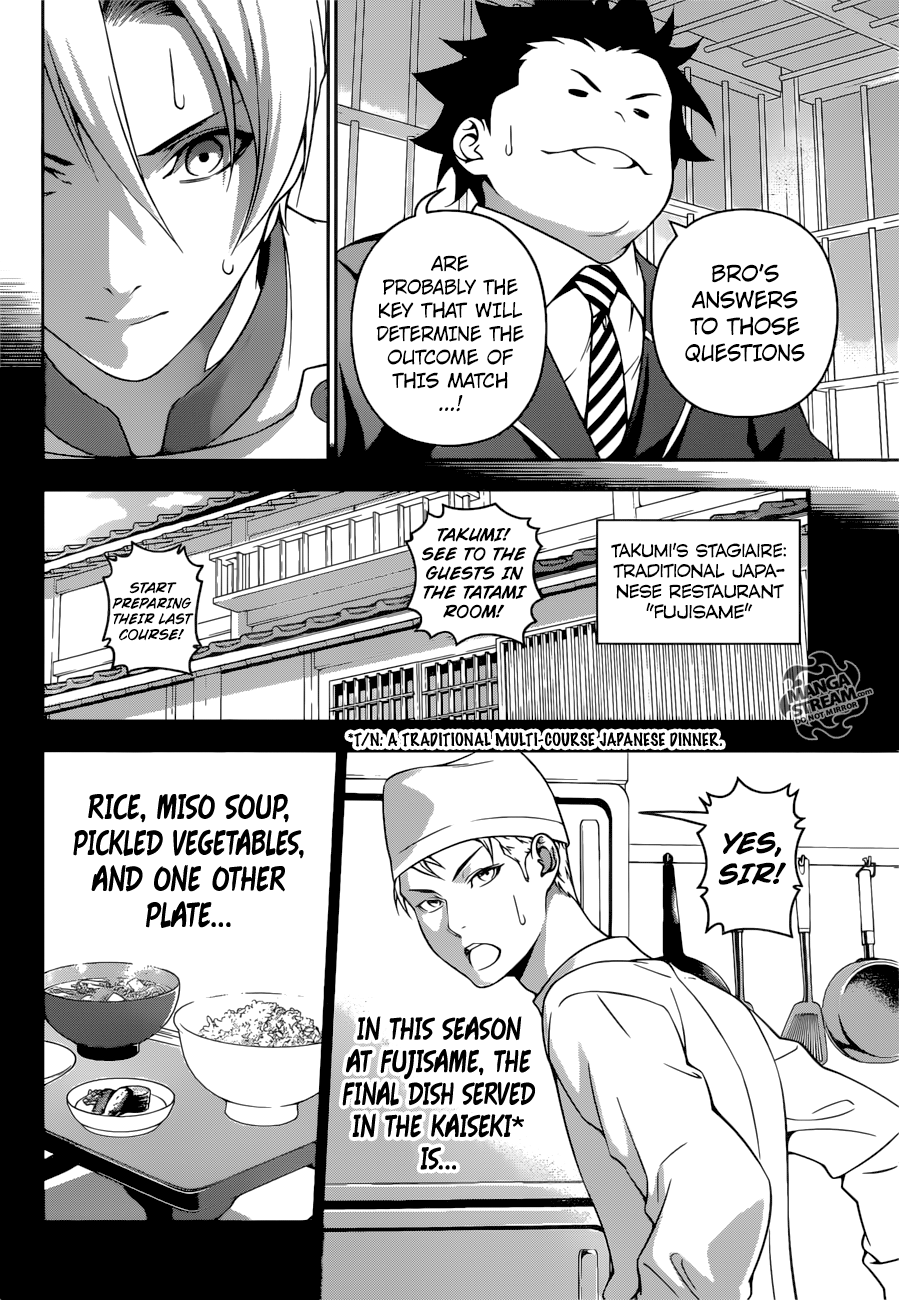 BRO'S
ANSWERS
TO THOSE
QUESTIONS
ARE
PROBABLY THE
KEY THAT WILL
DETERMINE THE
OUTCOME OF
THIS MATCH
...!
TAKUMI'S STAGIAIRE:
TRADITIONAL JAPA-
NESE RESTAURANT
"FUJISAME"
TAKUMI!
SEE TO THE
GUESTS IN
THE TATAMI
ROOM!
START
PREPARING
THEIR LAST
COURSE!
MANGA
STREAM.com
DO NOT MIRROR
*T/N: A TRADITIONAL MULTI-COURSE JAPANESE DINNER.
YES,
SIR!
IN THIS SEASON
AT FUJISAME, THE
FINAL DISH SERVED
IN THE KAISEKI*
IS...
RICE, MISO SOUP,
PICKLED VEGETABLES,
AND ONE OTHER
PLATE...